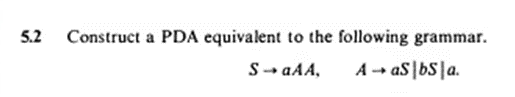 5.2 Construct a PDA equivalent to the following grammar.
S → aAA, A → aS|bS|a.